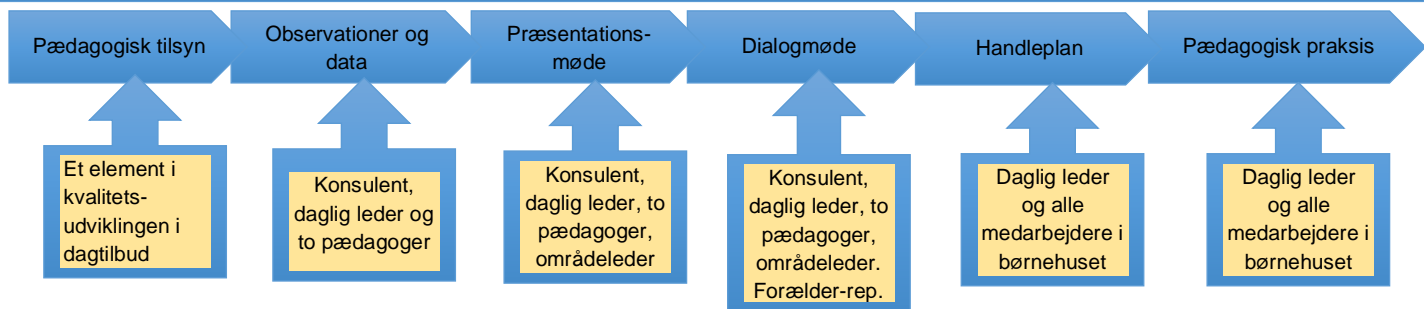 Pædagogisk tilsyn
Observationer og
data
Præsentations-
møde
Dialogmøde
Handleplan
Pædagogisk praksis
Et element i
kvalitets-
udviklingen i
dagtilbud
Konsulent,
daglig leder og
to pædagoger
Konsulent,
daglig leder, to
pædagoger,
områdeleder
Konsulent,
daglig leder, to
pædagoger,
områdeleder.
Forælder-rep.
Daglig leder
og alle
medarbejdere i
børnehuset
Daglig leder
og alle
medarbejdere i
børnehuset